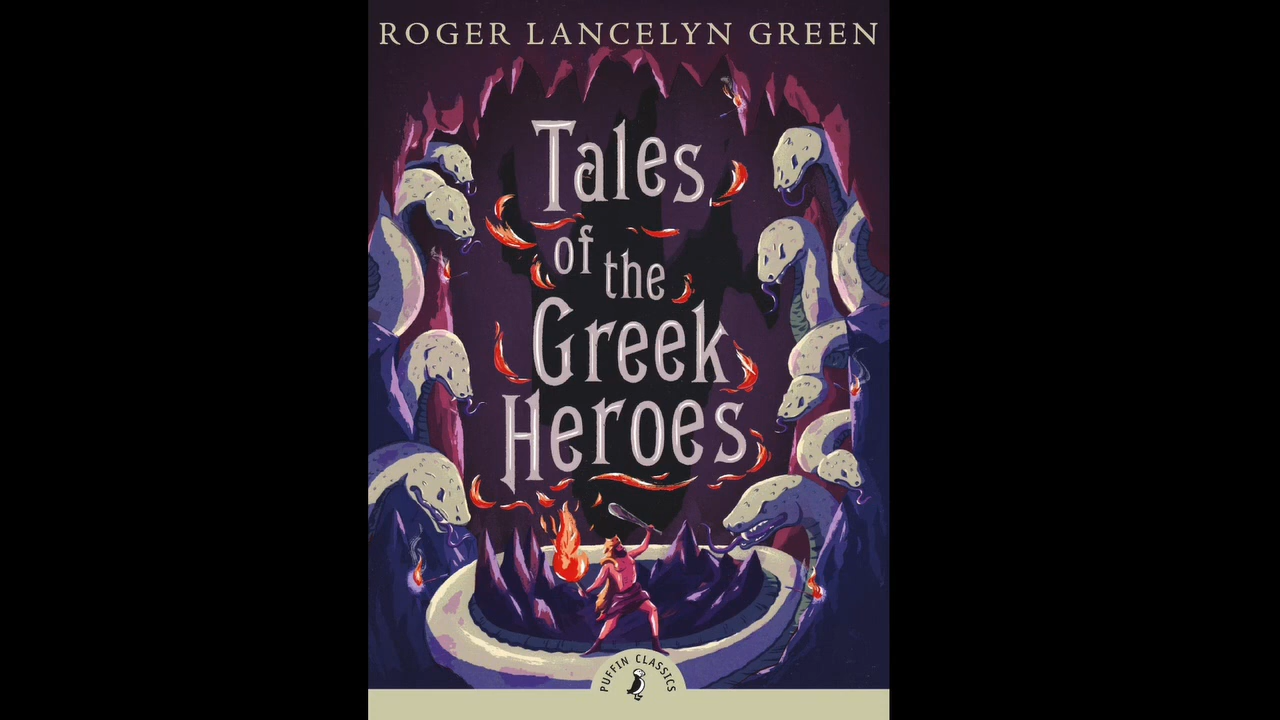 ROGER LANCELYN GREEN
Tales
of the
Greek
Heroes
PUFFIN CLASSICS